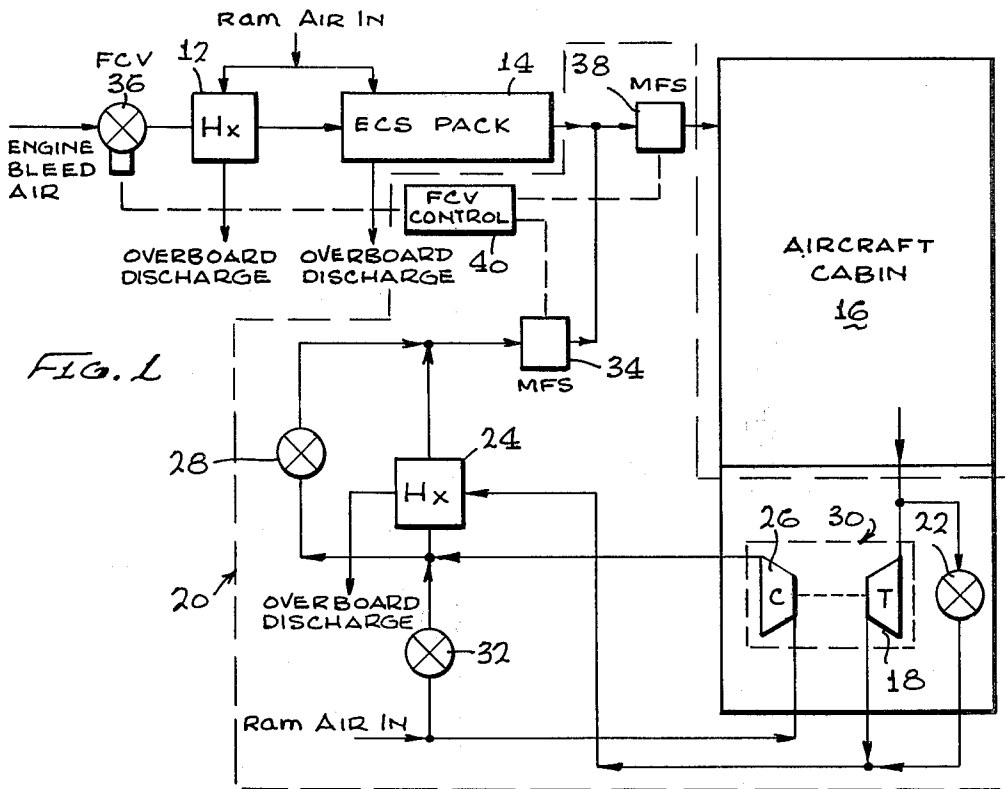 Ram AIR IN
FCV
36
12
14
38
MFS
Hx
ECS PACK
ENGINE
BLEED
AIR
FCV
CONTROL
40
OVERBOARD
DISCHARGE
OVERBOARD
DISCHARGE
AIRCRAFT
CABIN
16
FIG. 1
34
MFS
28
24
Hx
26
30
22
C
T
20
OVERBOARD
DISCHARGE
32
18
Ram AIR IN